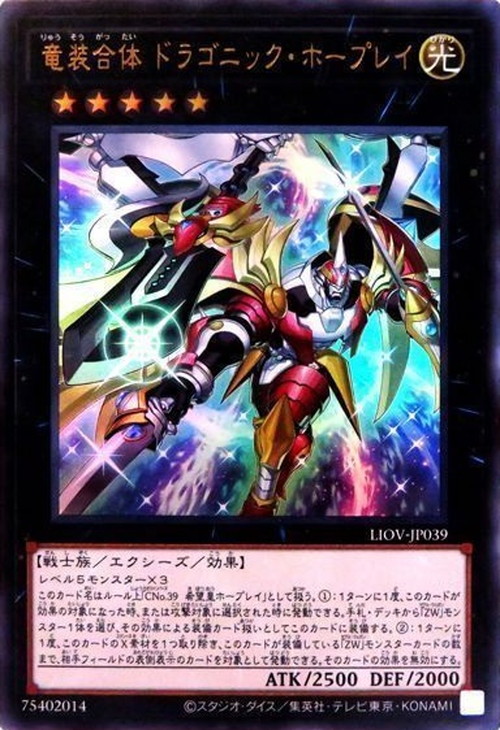 りゅう そう がっ たい
竜装合体 ドラゴニック・ホープレイ
ひかり
光
LIOV-JP039
【戦士族／エクシーズ／効果】
レベル5モンスター×3
このカード名はルール上「CNo.39 希望皇ホープレイ」として扱う。①：1ターンに1度、このカードが
効果の対象になった時、または攻撃対象に選択された時に発動できる。手札・デッキから「ZW」モンス
ター1体を選び、その効果による装備カード扱いとしてこのカードに装備する。②：1ターンに
1度、このカードのX素材を1つ取り除き、このカードが装備している「ZW」モンスターカードの数
まで、相手フィールドの表側表示のカードを対象として発動できる。そのカードの効果を無効にする。
ATK/2500 DEF/2000
75402014
©スタジオ・ダイス／集英社・テレビ東京・KONAMI